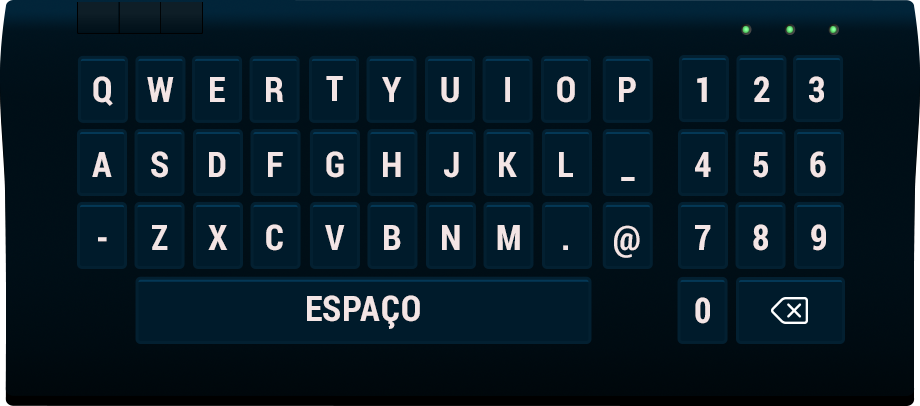 Q W E R T Y U I O P 1 2 3
A S D F G H J K L _ 4 5 6
- Z X C V B N M . @ 7 8 9
ESPAÇO 0